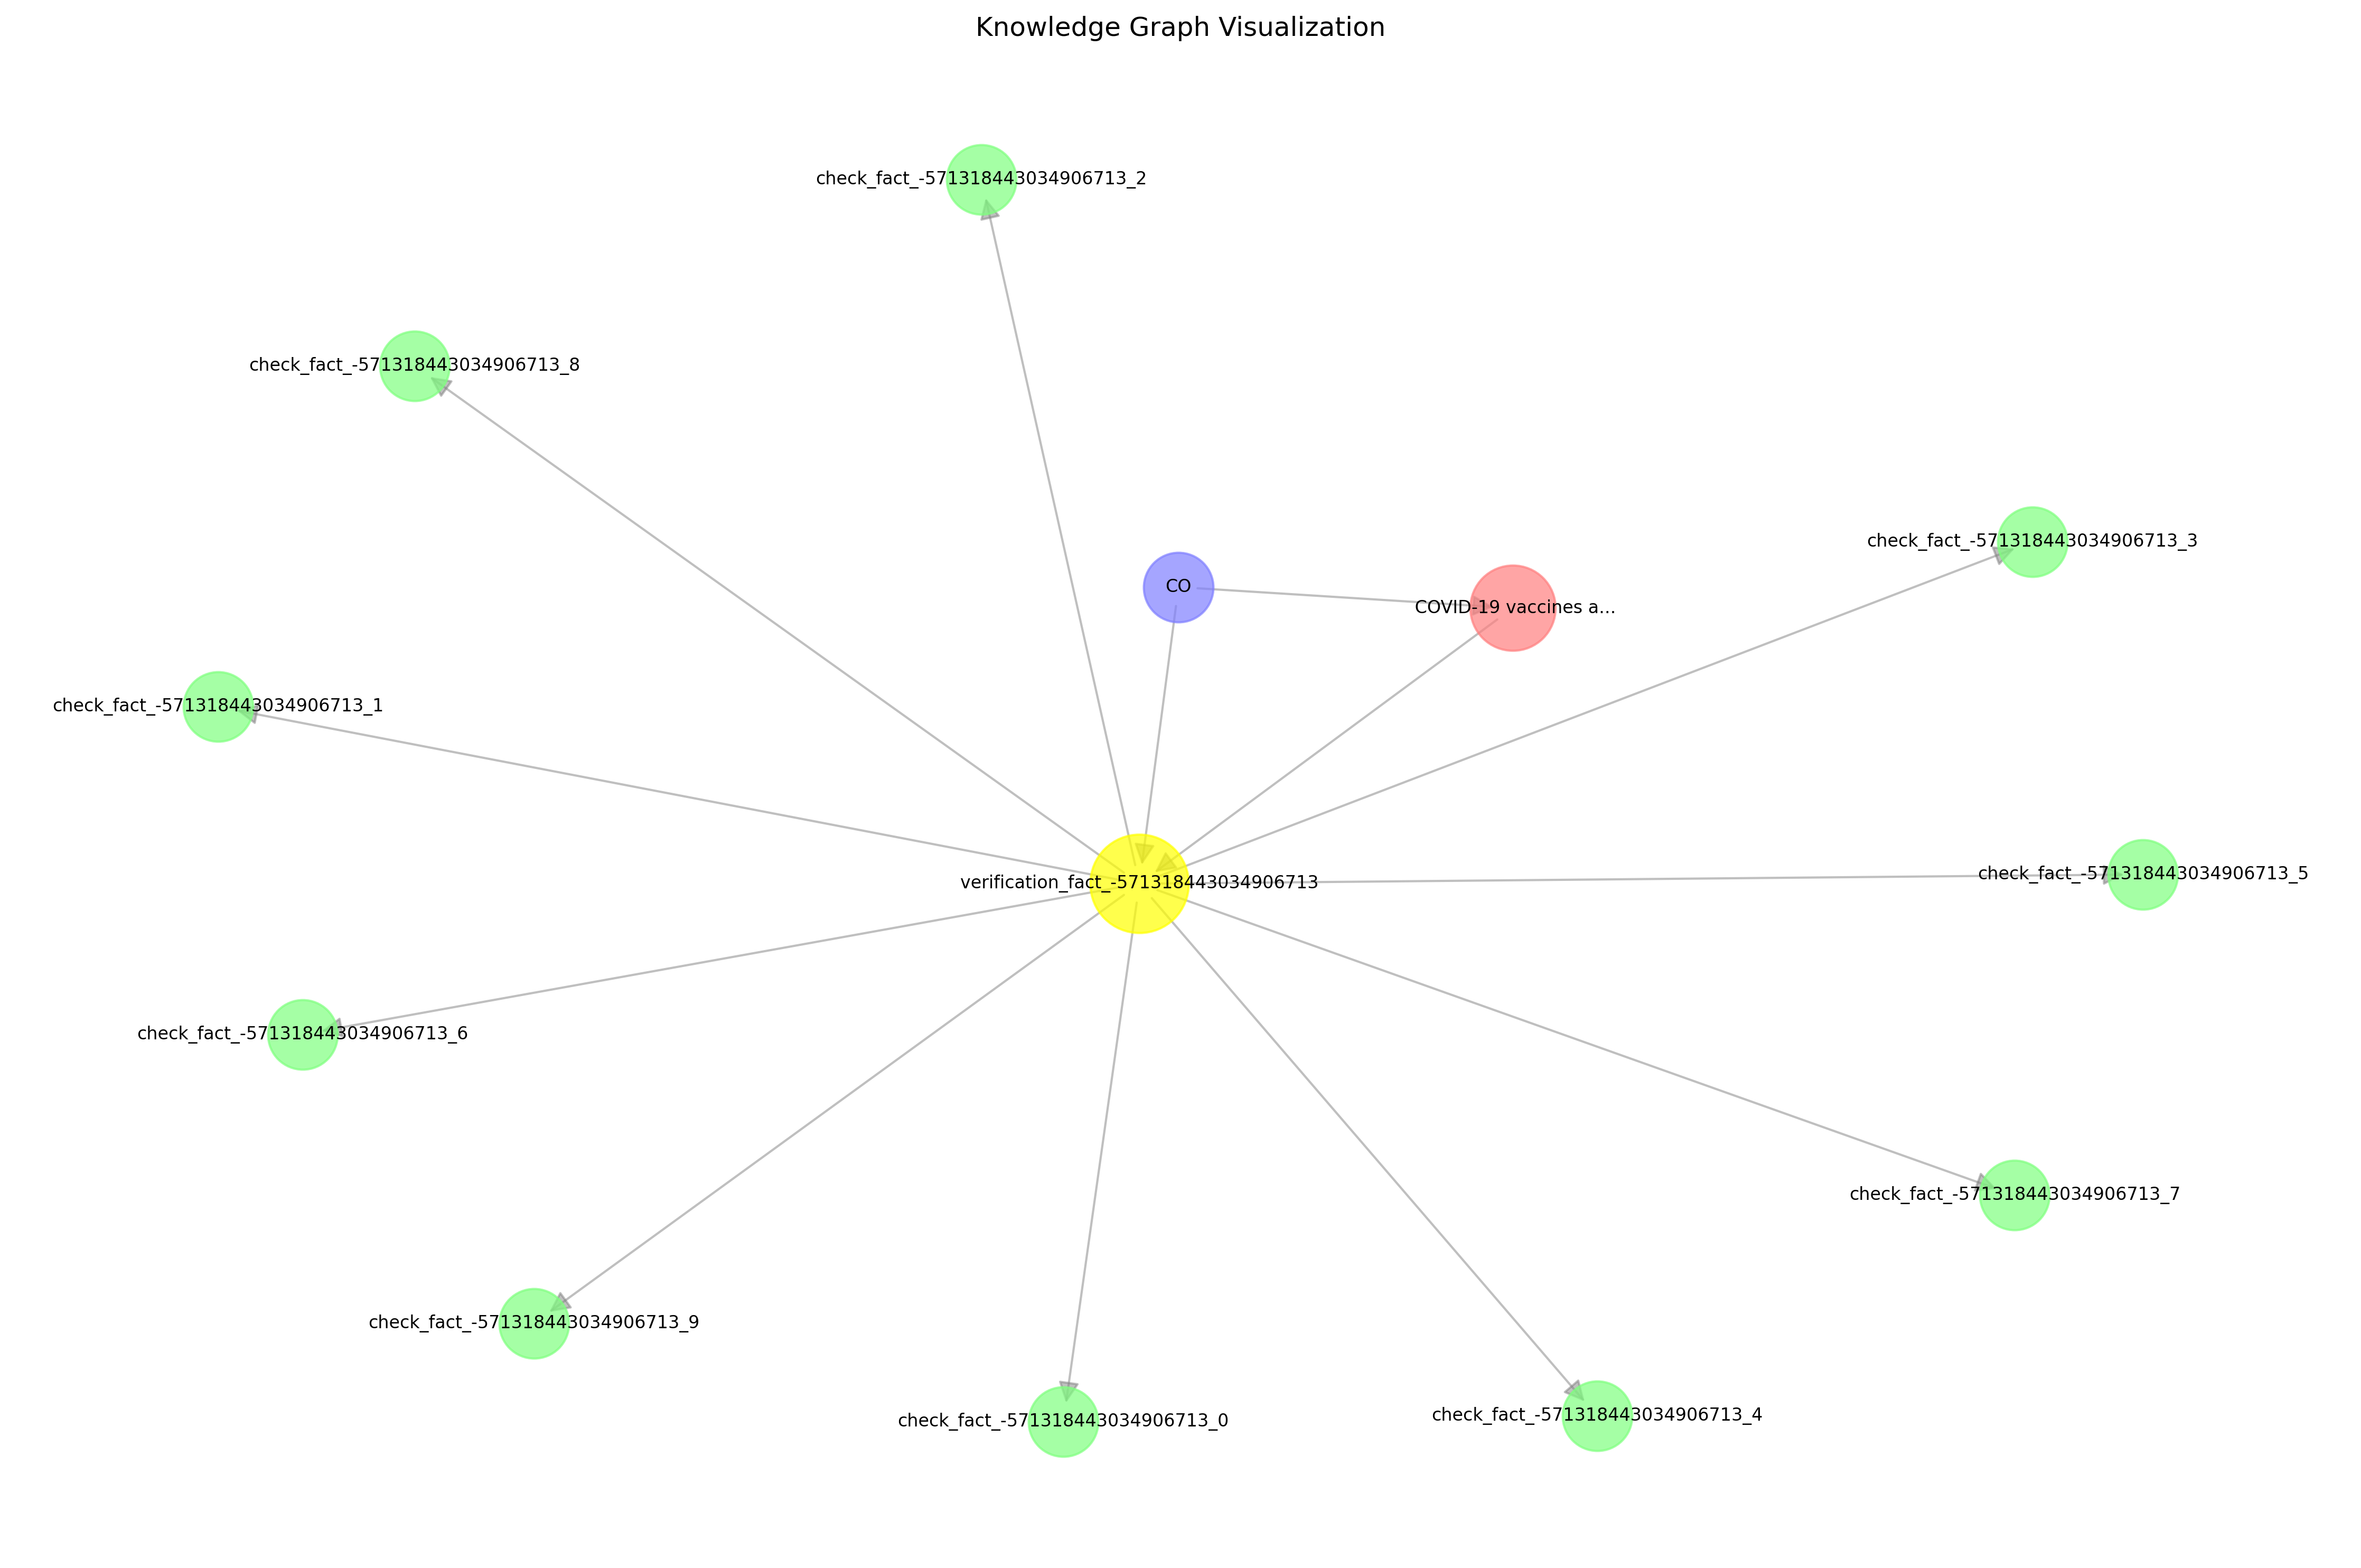 Knowledge Graph Visualization
check_fact_-571318443034906713_2
check_fact_-571318443034906713_8
check_fact_-571318443034906713_3
CO
COVID-19 vaccines a...
check_fact_-571318443034906713_1
check_fact_-571318443034906713_5
verification_fact_-571318443034906713
check_fact_-571318443034906713_6
check_fact_-571318443034906713_7
check_fact_-571318443034906713_9
check_fact_-571318443034906713_4
check_fact_-571318443034906713_0